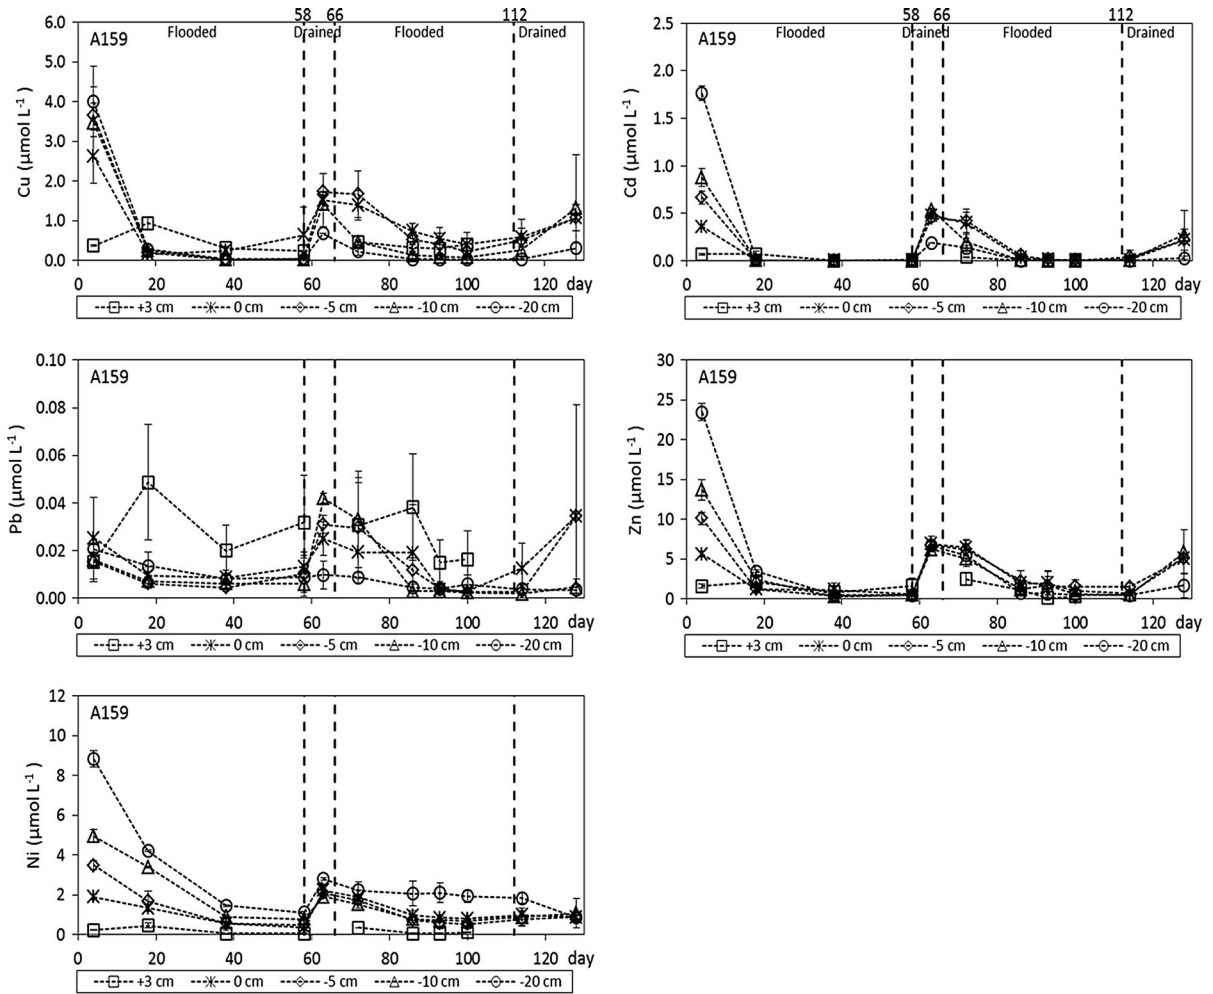 58 66 112
6.0 A159 Flooded Drained Flooded Drained
5.0
4.0
3.0
2.0
1.0
0.0
Cu (µmol L-1)
0 20 40 60 80 100 120 day
+3 cm 0 cm -5 cm -10 cm -20 cm
58 66 112
2.5 A159 Flooded Drained Flooded Drained
2.0
1.5
1.0
0.5
0.0
Cd (µmol L-1)
0 20 40 60 80 100 120 day
+3 cm 0 cm -5 cm -10 cm -20 cm
0.10 A159
0.08
0.06
0.04
0.02
0.00
Pb (µmol L-1)
0 20 40 60 80 100 120 day
+3 cm 0 cm -5 cm -10 cm -20 cm
30 A159
25
20
15
10
5
0
Zn (µmol L-1)
0 20 40 60 80 100 120 day
+3 cm 0 cm -5 cm -10 cm -20 cm
12 A159
10
8
6
4
2
0
Ni (µmol L-1)
0 20 40 60 80 100 120 day
+3 cm 0 cm -5 cm -10 cm -20 cm